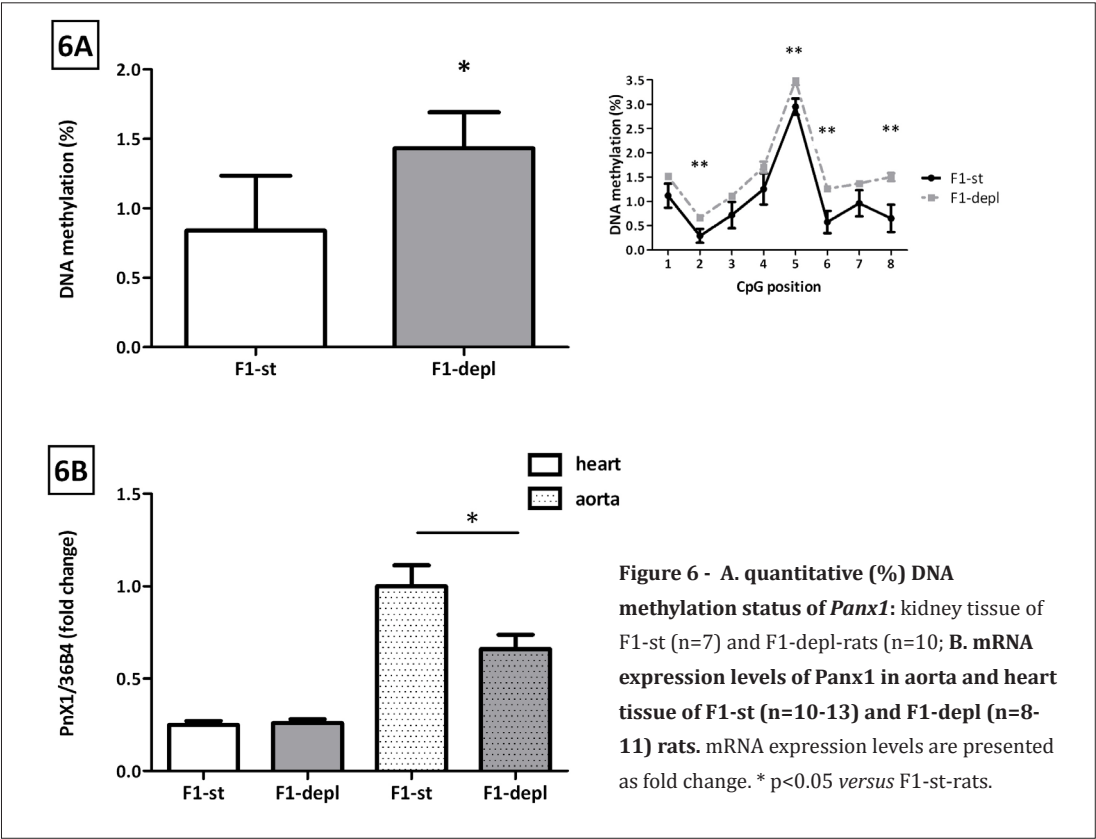 6A
DNA methylation (%)
2.0
1.5
1.0
0.5
0.0
*
F1-st
F1-depl
DNA methylation (%)
3.5
3.0
2.5
2.0
1.5
1.0
0.5
0.0
**
**
**
**
1 2 3 4 5 6 7 8
CpG position
F1-st
F1-depl
6B
PnX1/36B4 (fold change)
1.5
1.0
0.5
0.0
heart
aorta
*
F1-st
F1-depl
F1-st
F1-depl
Figure 6 - A. quantitative (%) DNA
methylation status of Panx1: kidney tissue of
F1-st (n=7) and F1-depl-rats (n=10; B. mRNA
expression levels of Panx1 in aorta and heart
tissue of F1-st (n=10-13) and F1-depl (n=8-
11) rats. mRNA expression levels are presented
as fold change. * p<0.05 versus F1-st-rats.